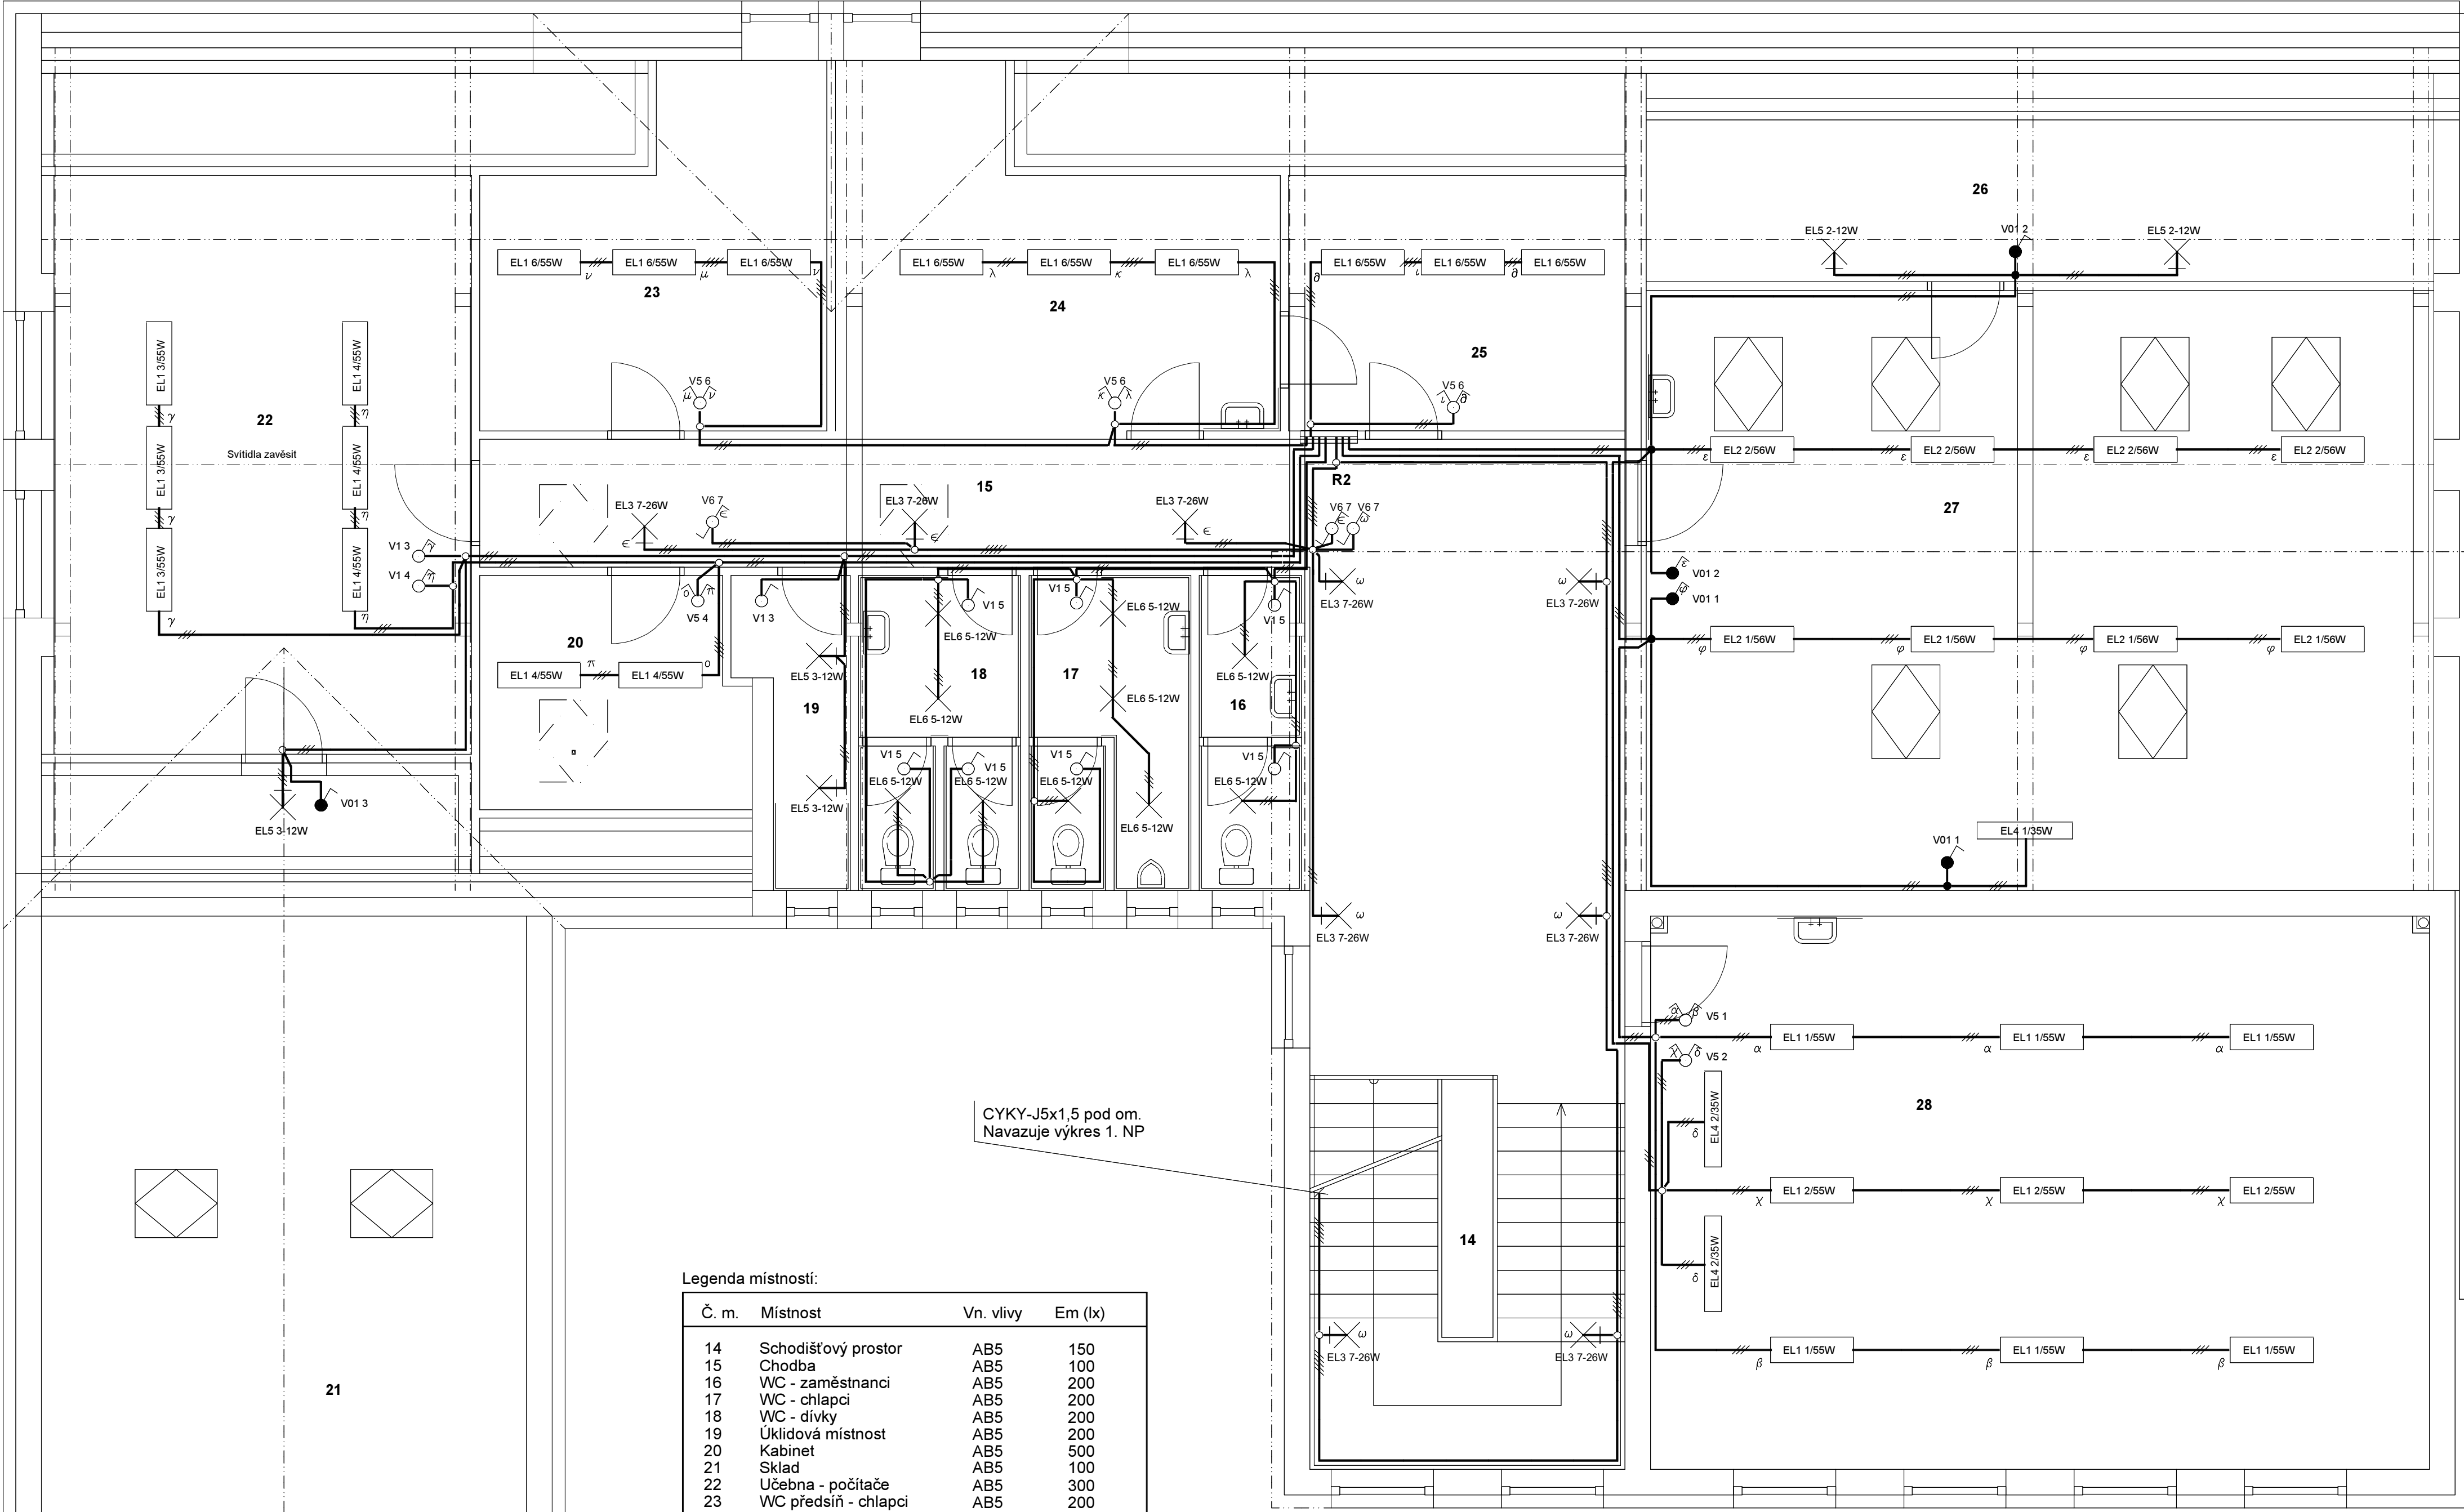 26
EL5 2-12W
V01 2
EL5 2-12W
EL1 6/55W
EL1 6/55W
EL1 6/55W
ν
μ
ν
23
EL1 6/55W
EL1 6/55W
EL1 6/55W
λ
κ
λ
24
EL1 6/55W
EL1 6/55W
EL1 6/55W
∂
ι
∂
25
EL1 3/55W
EL1 4/55W
γ
η
EL1 3/55W
EL1 4/55W
γ
η
EL1 3/55W
EL1 4/55W
γ
η
22
Svitidla zavěsit
V5 6
μ ν
V5 6
κ λ
V5 6
ι ∂
EL2 2/56W
EL2 2/56W
EL2 2/56W
EL2 2/56W
ε
ε
ε
ε
15
R2
27
EL3 7-26W
V6 7
EL3 7-26W
EL3 7-26W
V6 7
V6 7
ϵ
ϵ
ϵ
ϵ
ϵ
ω
V1 3
γ
V1 4
η
ε
V01 2
φ
V01 1
ω
EL3 7-26W
ω
EL3 7-26W
ο π
V5 4
V1 3
V1 5
V1 5
V1 5
EL6 5-12W
EL6 5-12W
20
EL1 4/55W
π
EL1 4/55W
ο
EL5 3-12W
19
EL5 3-12W
18
EL6 5-12W
17
EL6 5-12W
EL6 5-12W
16
EL2 1/56W
EL2 1/56W
EL2 1/56W
EL2 1/56W
φ
φ
φ
φ
V1 5
V1 5
V1 5
V1 5
EL6 5-12W
EL6 5-12W
EL6 5-12W
EL6 5-12W
EL6 5-12W
V01 3
EL5 3-12W
EL4 1/35W
V01 1
ω
EL3 7-26W
ω
EL3 7-26W
α β
V5 1
EL1 1/55W
EL1 1/55W
EL1 1/55W
α
α
α
χ δ
V5 2
EL4 2/35W
δ
28
EL1 2/55W
EL1 2/55W
EL1 2/55W
χ
χ
χ
EL4 2/35W
δ
EL1 1/55W
EL1 1/55W
EL1 1/55W
β
β
β
CYKY-J5x1,5 pod om.
Navazuje výkres 1. NP
14
ω
EL3 7-26W
ω
EL3 7-26W
21
Legenda místností:
Č. m. Místnost Vn. vlivy Em (lx)
14 Schodišťový prostor AB5 150
15 Chodba AB5 100
16 WC - zaměstnanci AB5 200
17 WC - chlapci AB5 200
18 WC - dívky AB5 200
19 Úklidová místnost AB5 200
20 Kabinet AB5 500
21 Sklad AB5 100
22 Učebna - počítače AB5 300
23 WC předsíň - chlapci AB5 200